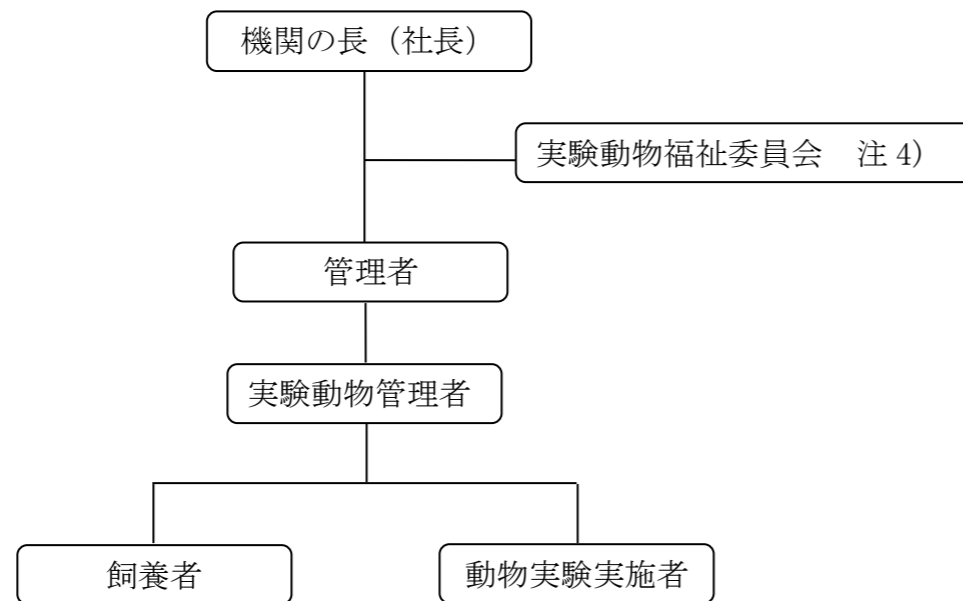 機関の長（社長）
実験動物福祉委員会　注 4）
管理者
実験動物管理者
飼養者
動物実験実施者